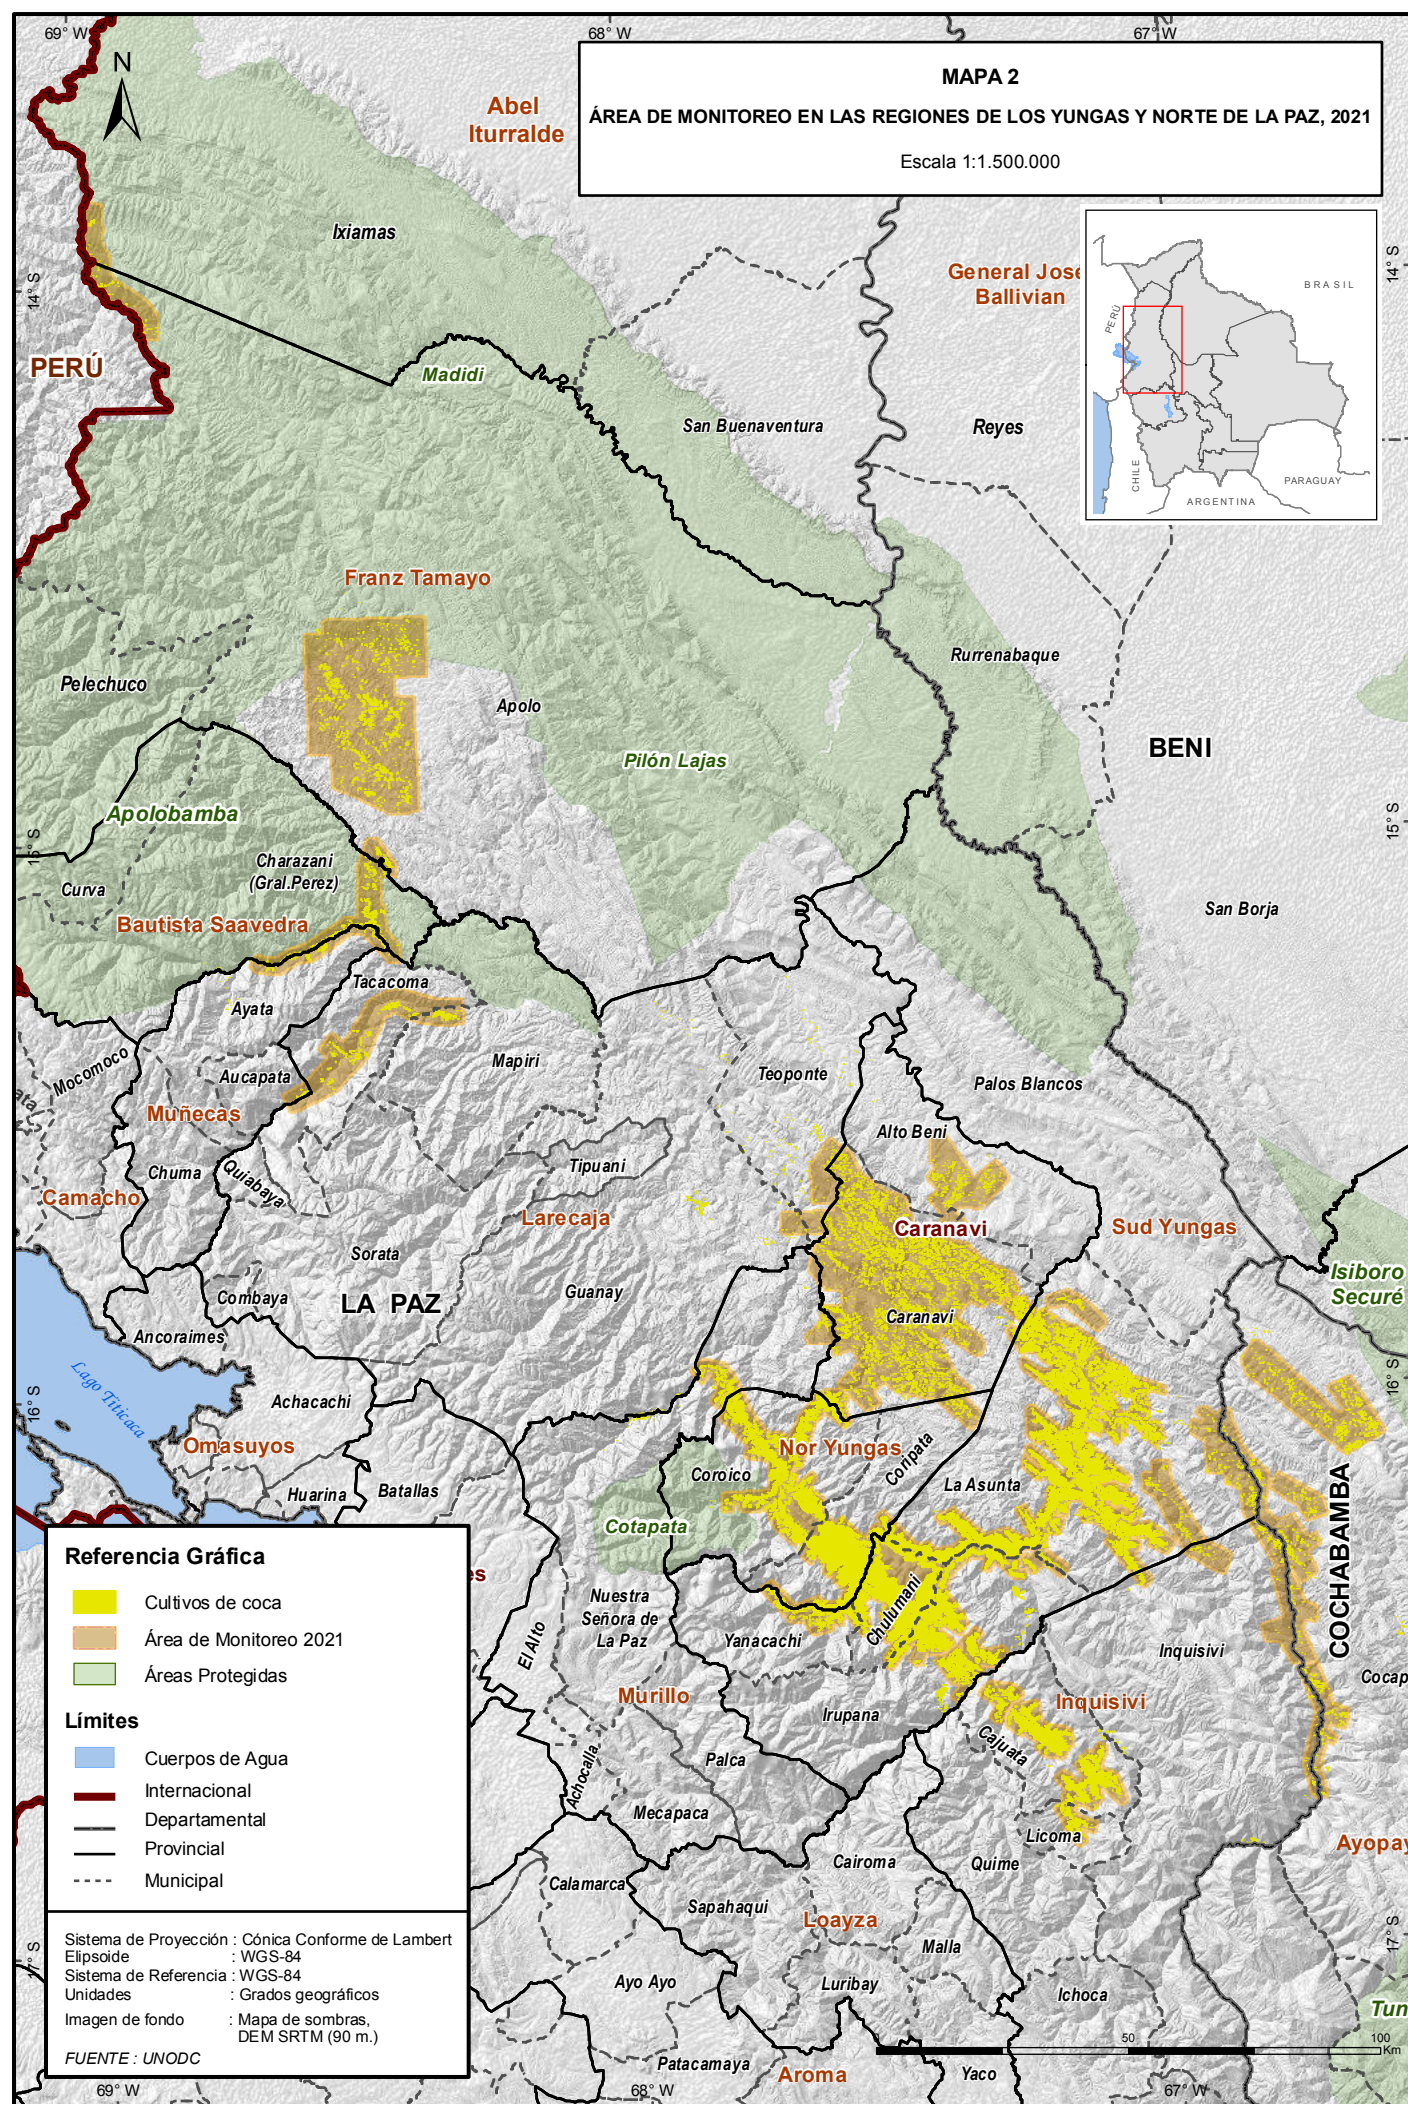 69° W
68° W
67° W
N
MAPA 2
ÁREA DE MONITOREO EN LAS REGIONES DE LOS YUNGAS Y NORTE DE LA PAZ, 2021
Escala 1:1.500.000
Abel
Iturralde
Ixiamas
14° S
General José
Ballivian
14° S
BRASIL
PERÚ
CHILE
PARAGUAY
ARGENTINA
PERÚ
Madidi
San Buenaventura
Reyes
Franz Tamayo
Rurrenabaque
Pelechuco
Apolo
BENI
Pilón Lajas
Apolobamba
15° S
15° S
Charazani
(Gral.Perez)
Curva
Bautista Saavedra
San Borja
Tacacoma
Ayata
Mocomoco
Mapiri
Teoponte
Aucapata
Palos Blancos
Muñecas
Alto Beni
Chuma
Quiabaya
Tipuani
Camacho
Larecaja
Caranavi
Sud Yungas
Sorata
Isiboro
Securé
Combaya
LA PAZ
Guanay
Caranavi
Ancoraimes
Lago Titicaca
16° S
16° S
Achacachi
Omasuyos
Nor Yungas
Coripata
Coroico
La Asunta
Huarina
Batallas
Cotapata
COCHABAMBA
es
Nuestra
Señora de
La Paz
El Alto
Yanacachi
Chulumani
Inquisivi
Cocap
Murillo
Irupana
Inquisivi
Cajuata
Palca
Achocalla
Mecapaca
Licoma
Ayopay
Cairoma
Quime
Calamarca
Sapahaqui
Loayza
Malla
17° S
17° S
Ayo Ayo
Luribay
Ichoca
Tun
Patacamaya
Aroma
Yaco
50
100
Km
Referencia Gráfica
Cultivos de coca
Área de Monitoreo 2021
Áreas Protegidas
Límites
Cuerpos de Agua
Internacional
Departamental
Provincial
Municipal
Sistema de Proyección : Cónica Conforme de Lambert
Elipsoide : WGS-84
Sistema de Referencia : WGS-84
Unidades : Grados geográficos
Imagen de fondo : Mapa de sombras,
DEM SRTM (90 m.)
FUENTE : UNODC
69° W
68° W
67° W